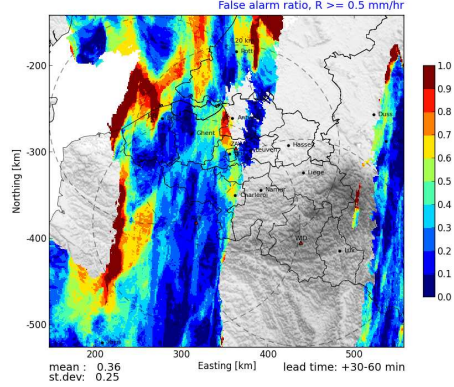 False alarm ratio, R >= 0.5 mm/hr
1.0
0.9
0.8
0.7
0.6
0.5
0.4
0.3
0.2
0.1
0.0
Northing [km]
-200
-300
-400
-500
Ghent
Duss
Hasselt
Leuven
Liège
Namur
Charleroi
WID
200
300
400
500
Easting [km]
mean : 0.36
st.dev: 0.25
lead time: +30-60 min